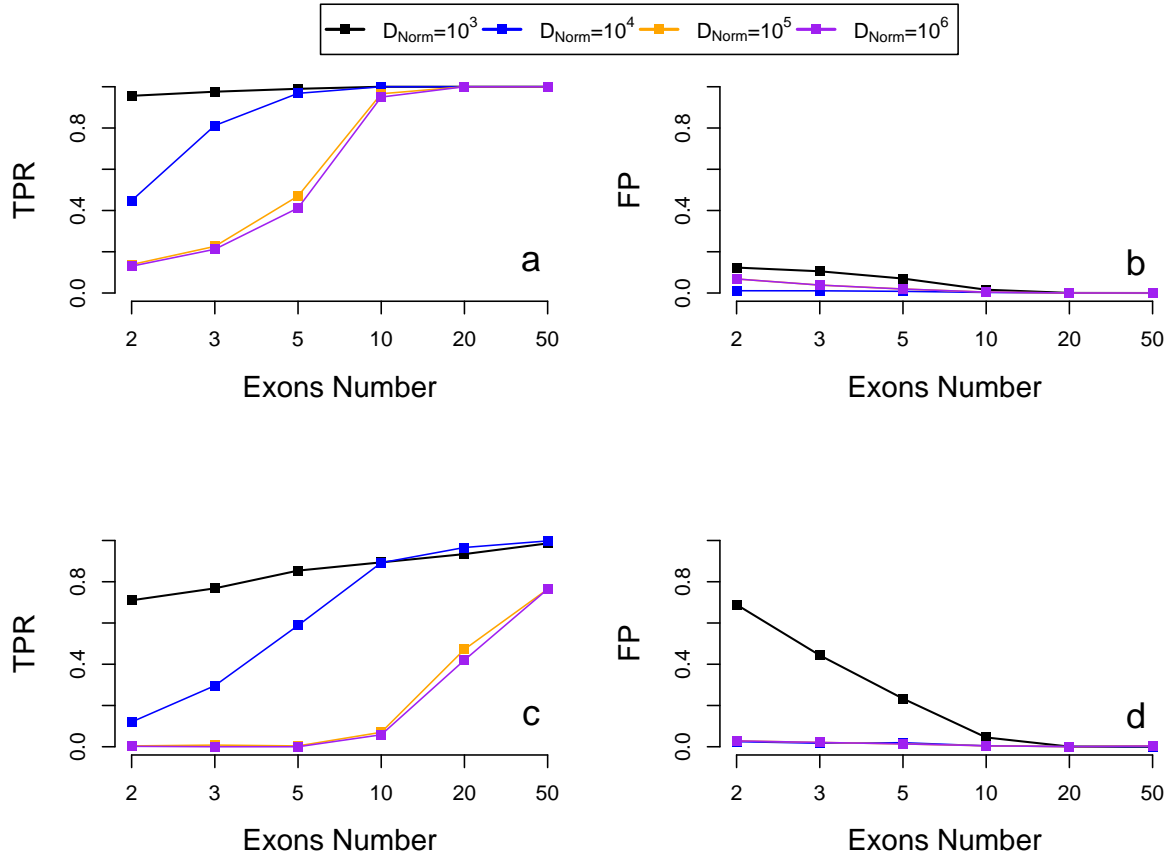 D_Norm=10^3 D_Norm=10^4 D_Norm=10^5 D_Norm=10^6
TPR
0.0 0.4 0.8
a
2 3 5 10 20 50
Exons Number
FP
0.0 0.4 0.8
b
2 3 5 10 20 50
Exons Number
TPR
0.0 0.4 0.8
c
2 3 5 10 20 50
Exons Number
FP
0.0 0.4 0.8
d
2 3 5 10 20 50
Exons Number